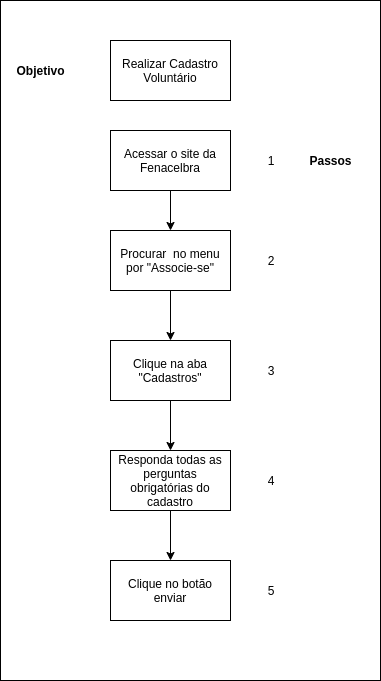 Objetivo
Realizar Cadastro
Voluntário
Acessar o site da
Fenacelbra
1
Passos
Procurar no menu
por "Associe-se"
2
Clique na aba
"Cadastros"
3
Responda todas as
perguntas
obrigatórias do
cadastro
4
Clique no botão
enviar
5